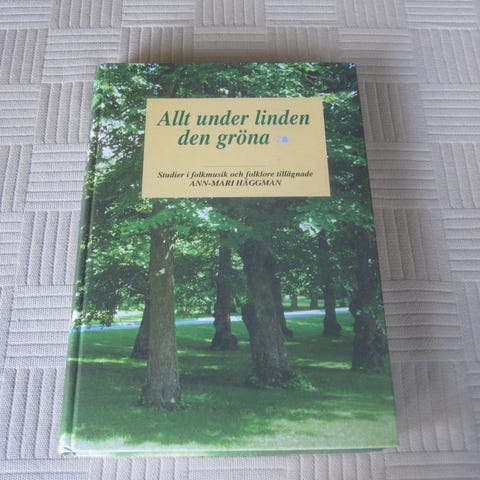 Allt under linden
den gröna
Studier i folkmusik och folklore tillägnade
ANN-MARI HÄGGMAN